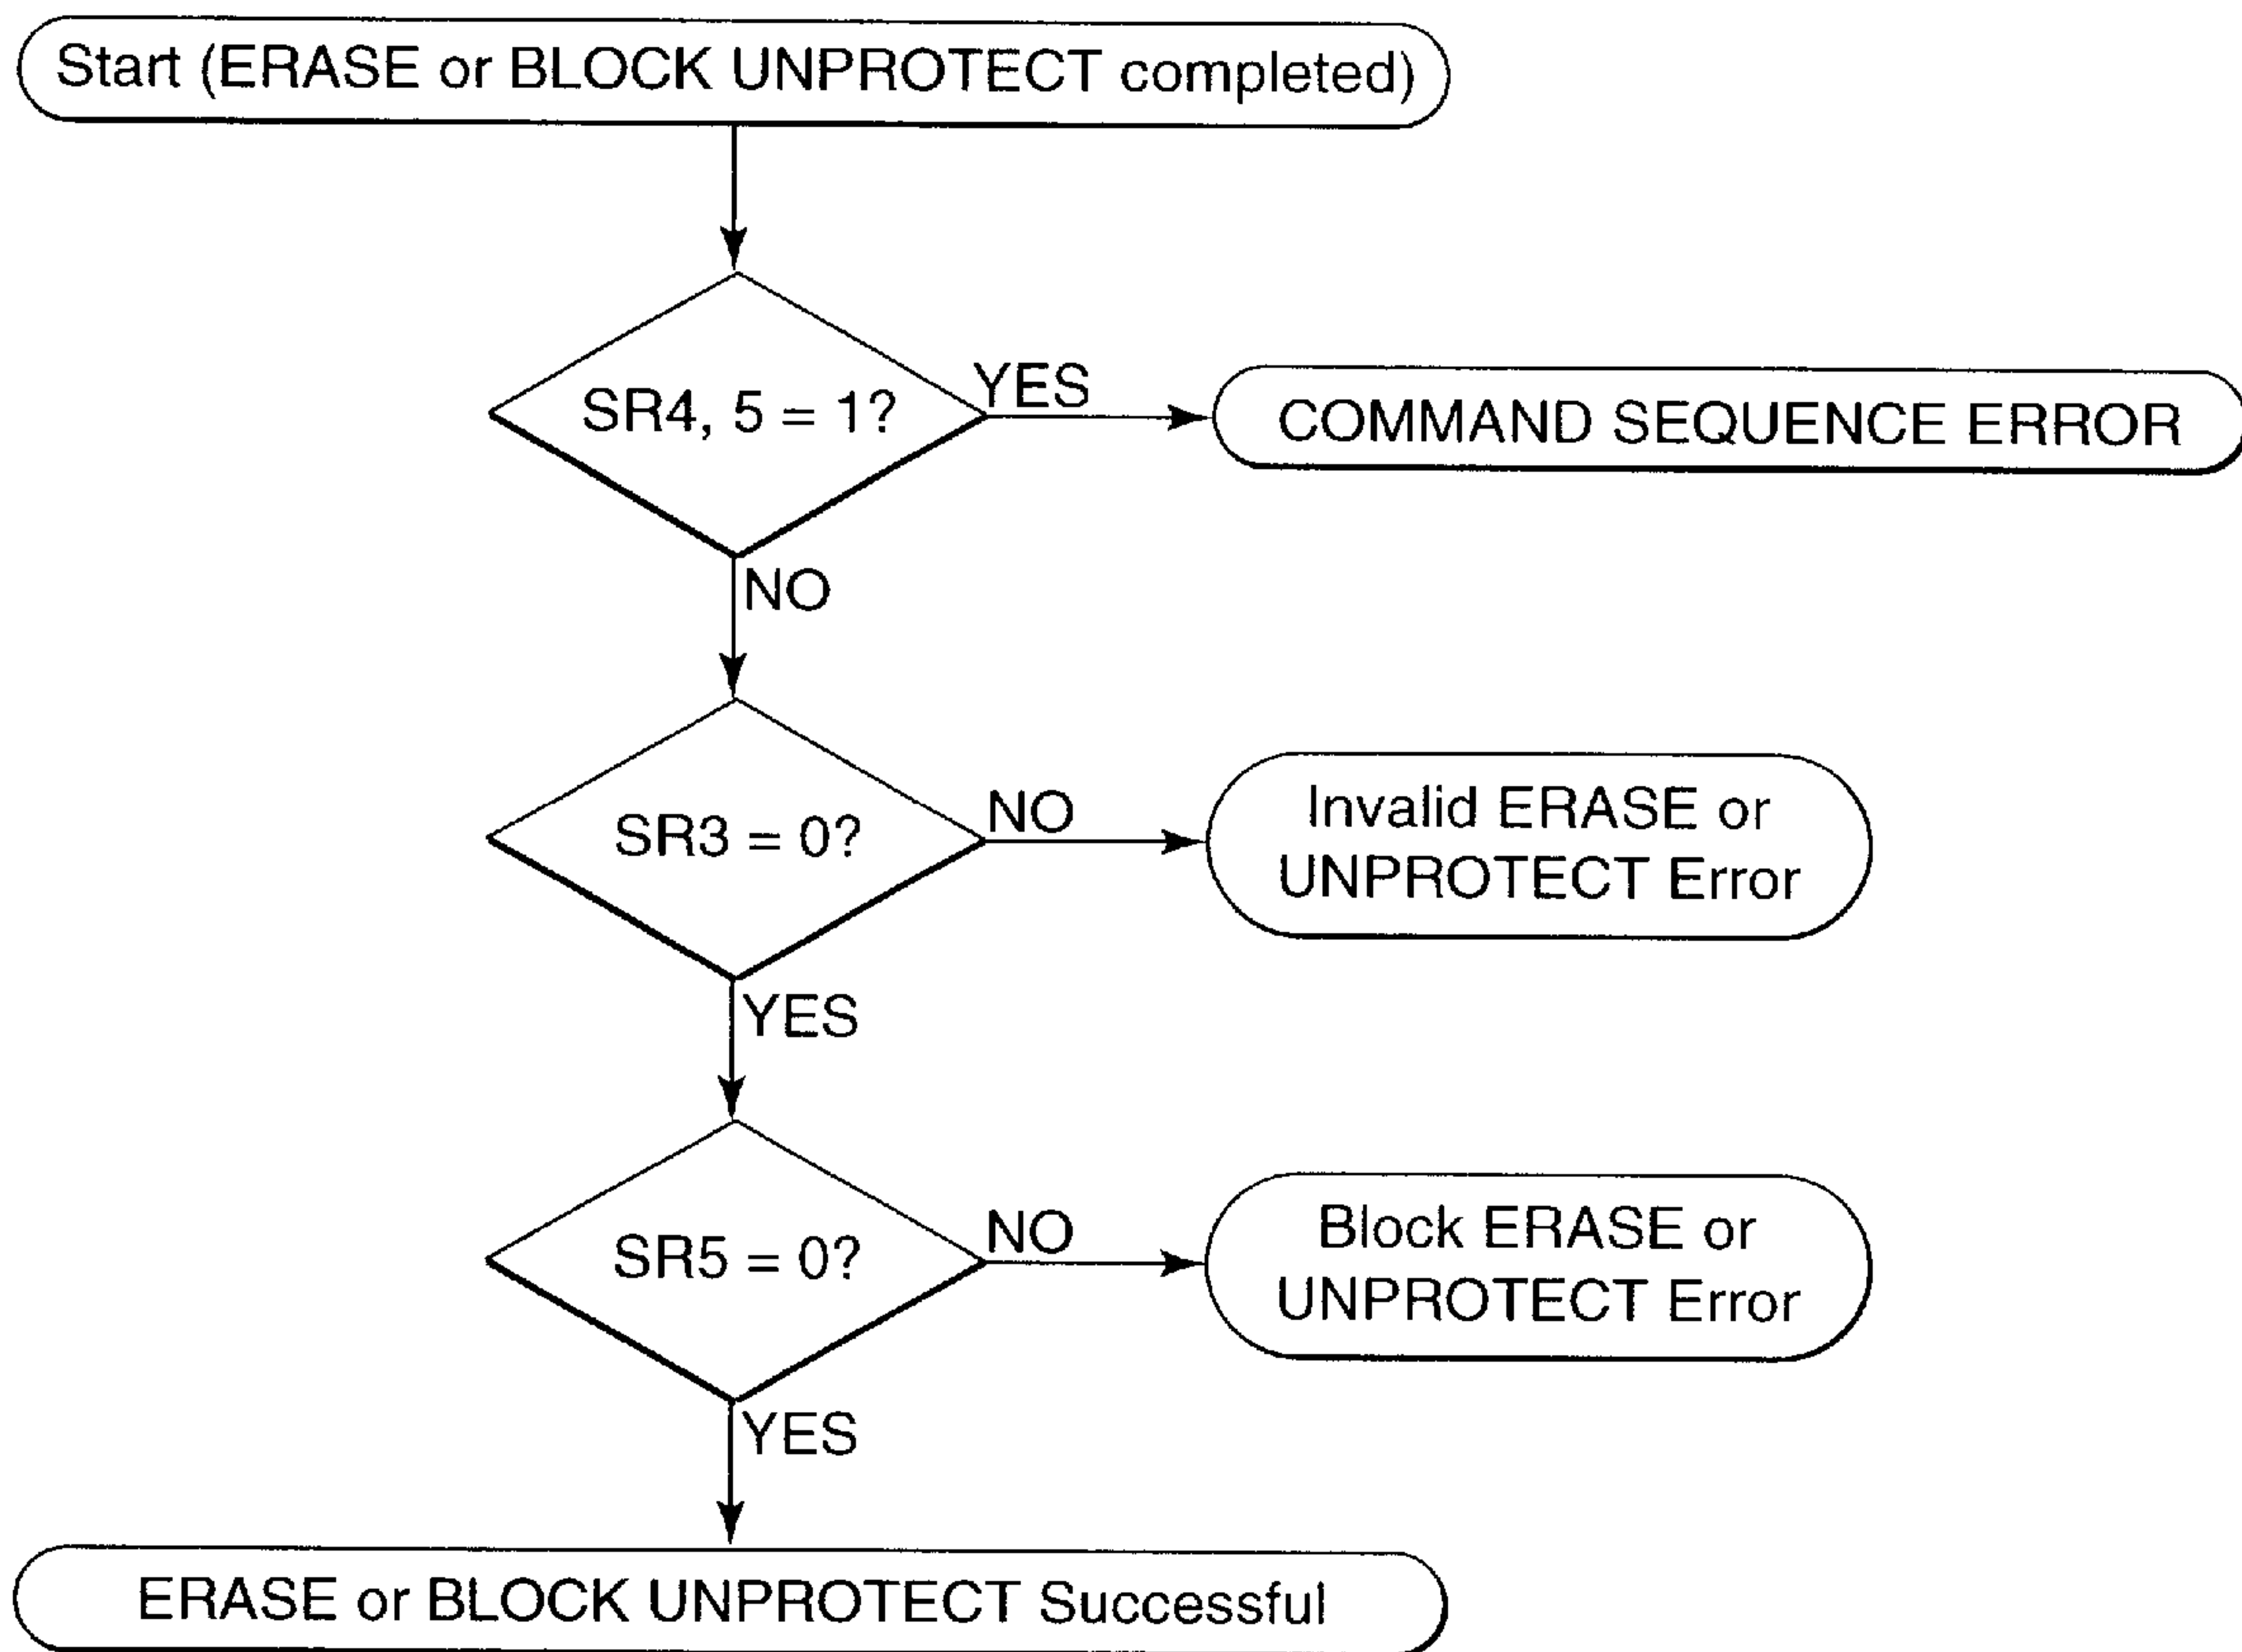 Start (ERASE or BLOCK UNPROTECT completed)
SR4, 5 = 1?
YES
COMMAND SEQUENCE ERROR
NO
SR3 = 0?
NO
Invalid ERASE or
UNPROTECT Error
YES
SR5 = 0?
NO
Block ERASE or
UNPROTECT Error
YES
ERASE or BLOCK UNPROTECT Successful